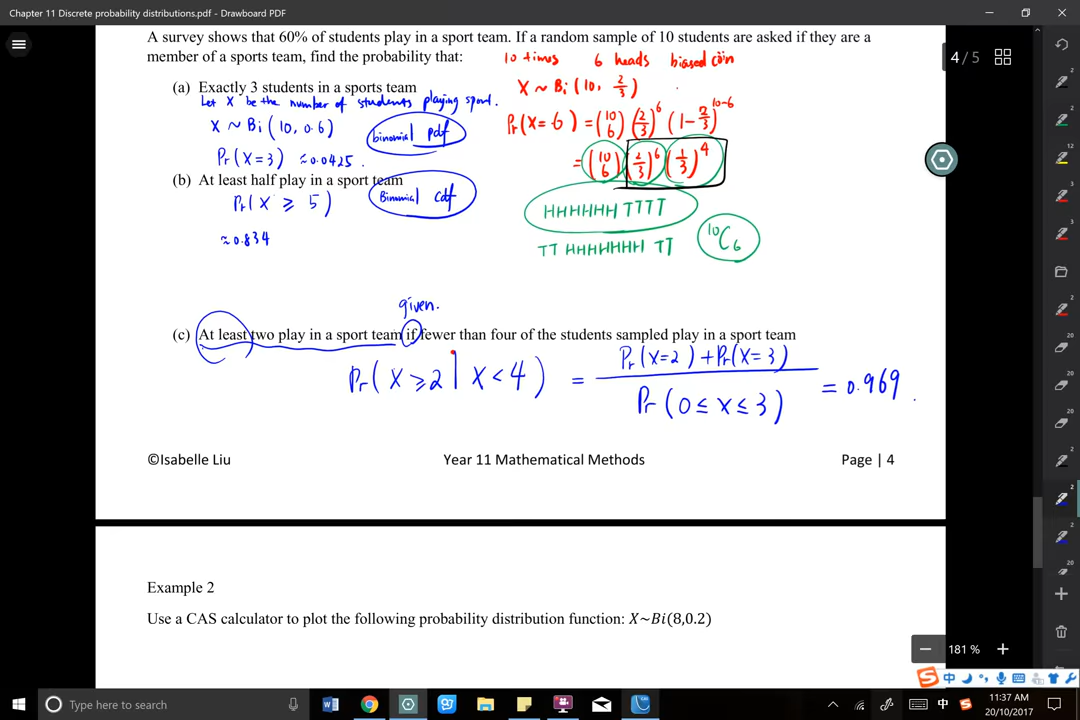 Chapter 11 Discrete probability distributions.pdf - Drawboard PDF
A survey shows that 60% of students play in a sport team. If a random sample of 10 students are asked if they are a
member of a sports team, find the probability that:
10 times 6 heads biased coin
4 / 5
(a) Exactly 3 students in a sports team
X ~ Bi (10, 2/3)
Let X be the number of students playing sport.
X ~ Bi (10, 0.6)
binomial pdf
Pr(X=6) = (10 6) (2/3)^6 (1 - 2/3)^10-6
Pr(X=3) ≈0.0425.
= (10 6) (2/3)^6 (1/3)^4
(b) At least half play in a sport team
Pr(X ≥ 5)
Binomial cdf
HHHHHH TTTT
≈0.834
TT HHHHHHH TT
10C6
given.
(c) At least two play in a sport team if fewer than four of the students sampled play in a sport team
Pr(X ≥ 2 | X < 4) = Pr(X=2) + Pr(X=3) / Pr(0 ≤ X ≤ 3) = 0.969.
©Isabelle Liu Year 11 Mathematical Methods Page | 4
Example 2
Use a CAS calculator to plot the following probability distribution function: X~Bi(8,0.2)
181 %
中
Type here to search
中
11:37 AM
20/10/2017